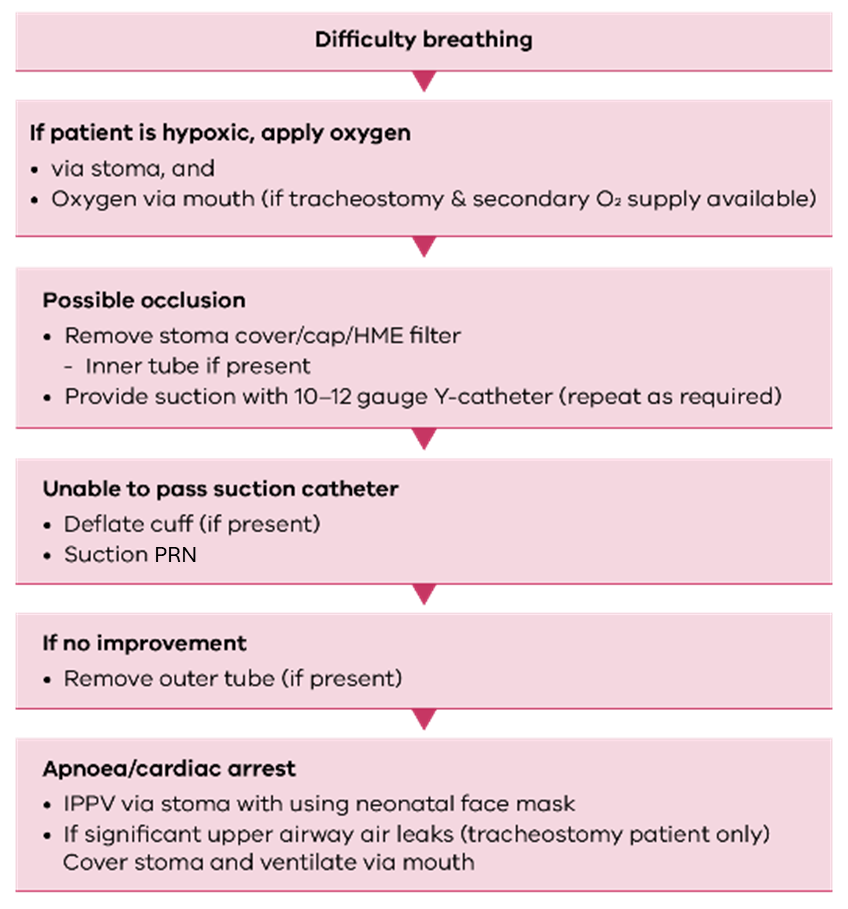 Difficulty breathing
If patient is hypoxic, apply oxygen
• via stoma, and
• Oxygen via mouth (if tracheostomy & secondary O₂ supply available)
Possible occlusion
• Remove stoma cover/cap/HME filter
- Inner tube if present
• Provide suction with 10–12 gauge Y-catheter (repeat as required)
Unable to pass suction catheter
• Deflate cuff (if present)
• Suction PRN
If no improvement
• Remove outer tube (if present)
Apnoea/cardiac arrest
• IPPV via stoma with using neonatal face mask
• If significant upper airway air leaks (tracheostomy patient only)
Cover stoma and ventilate via mouth